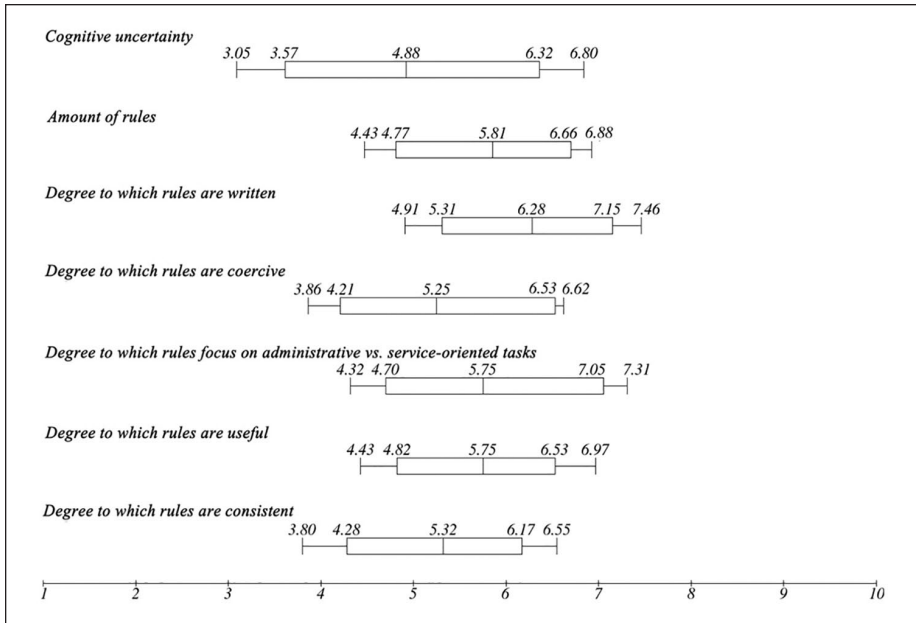 Cognitive uncertainty
3.05 3.57 4.88 6.32 6.80
Amount of rules
4.43 4.77 5.81 6.66 6.88
Degree to which rules are written
4.91 5.31 6.28 7.15 7.46
Degree to which rules are coercive
3.86 4.21 5.25 6.53 6.62
Degree to which rules focus on administrative vs. service-oriented tasks
4.32 4.70 5.75 7.05 7.31
Degree to which rules are useful
4.43 4.82 5.75 6.53 6.97
Degree to which rules are consistent
3.80 4.28 5.32 6.17 6.55
1 2 3 4 5 6 7 8 9 10